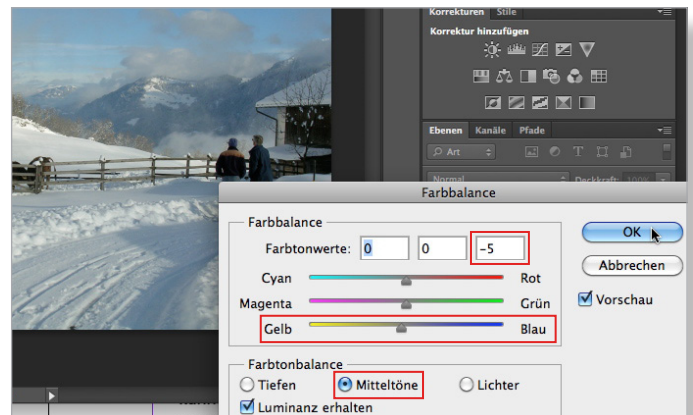 Korrekturen Stile
Korrektur hinzufügen
Ebenen Kanäle Pfade
Art
Normal Deckkraft: 100%
Farbbalance
Farbbalance
Farbtonwerte: 0 0 -5
Cyan Rot
Magenta Grün
Gelb Blau
Farbtonbalance
Tiefen Mitteltöne Lichter
Luminanz erhalten
OK
Abbrechen
Vorschau